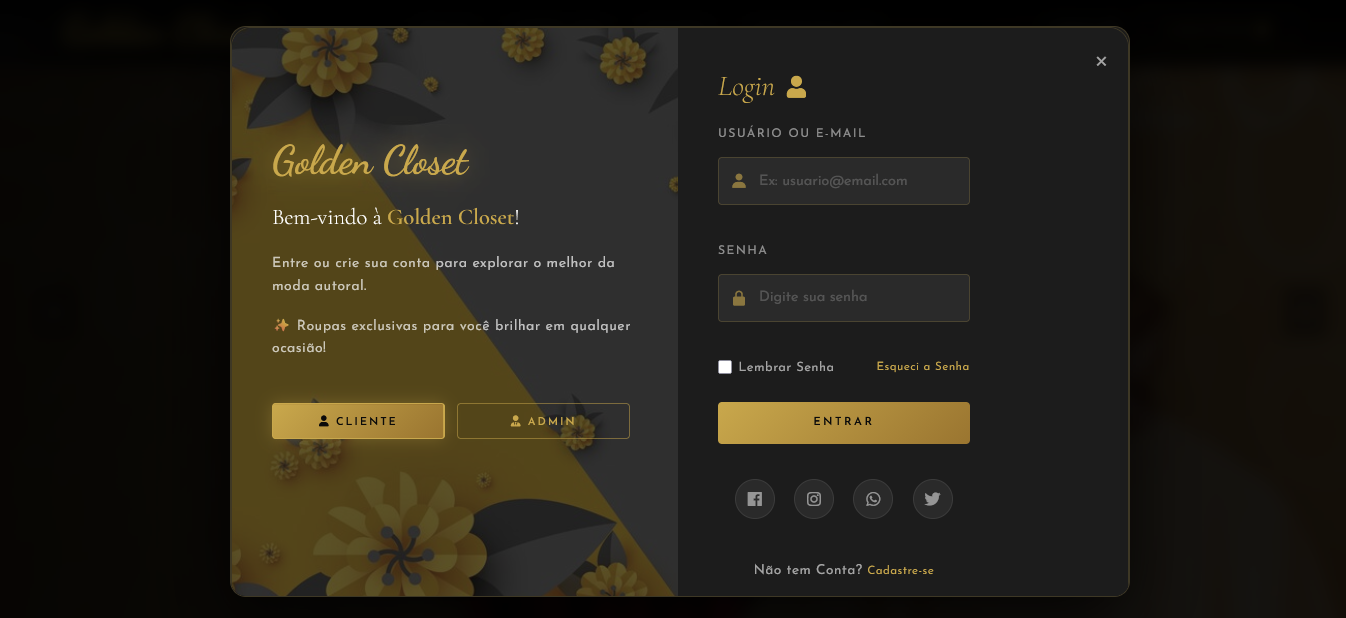 Golden Closet
Bem-vindo à Golden Closet!
Entre ou crie sua conta para explorar o melhor da
moda autoral.
✨ Roupas exclusivas para você brilhar em qualquer
ocasião!
CLIENTE
ADMIN
×
Login
USUÁRIO OU E-MAIL
Ex: usuario@email.com
SENHA
Digite sua senha
Lembrar Senha
Esqueci a Senha
ENTRAR
Não tem Conta? Cadastre-se